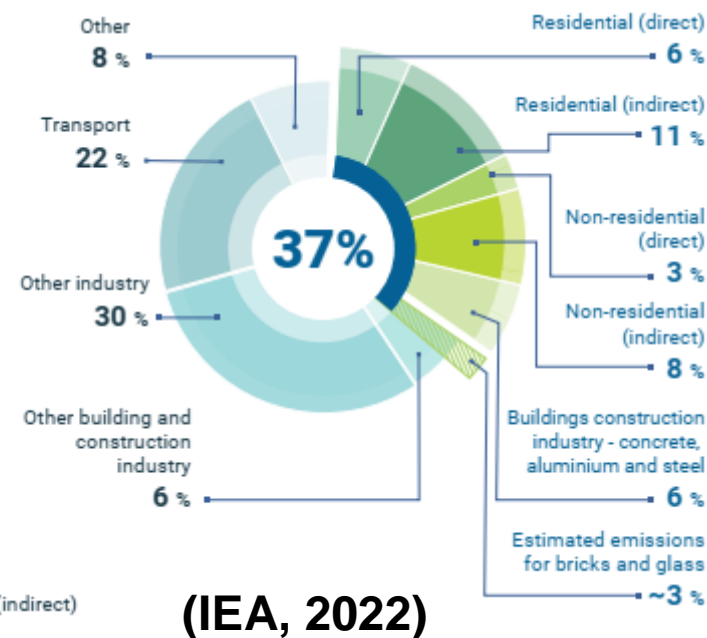 Other
8 %
Transport
22 %
Other industry
30 %
Other building and
construction
industry
6 %
37%
Residential (direct)
6 %
Residential (indirect)
11 %
Non-residential
(direct)
3 %
Non-residential
(indirect)
8 %
Buildings construction
industry - concrete,
aluminium and steel
6 %
Estimated emissions
for bricks and glass
~3 %
(indirect)
(IEA, 2022)